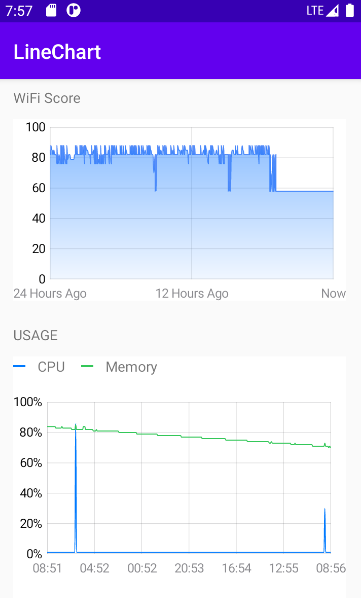 7:57 LTE
LineChart
WiFi Score
100
80
60
40
20
0
24 Hours Ago 12 Hours Ago Now
USAGE
CPU Memory
100%
80%
60%
40%
20%
0%
08:51 04:52 00:52 20:53 16:54 12:55 08:56